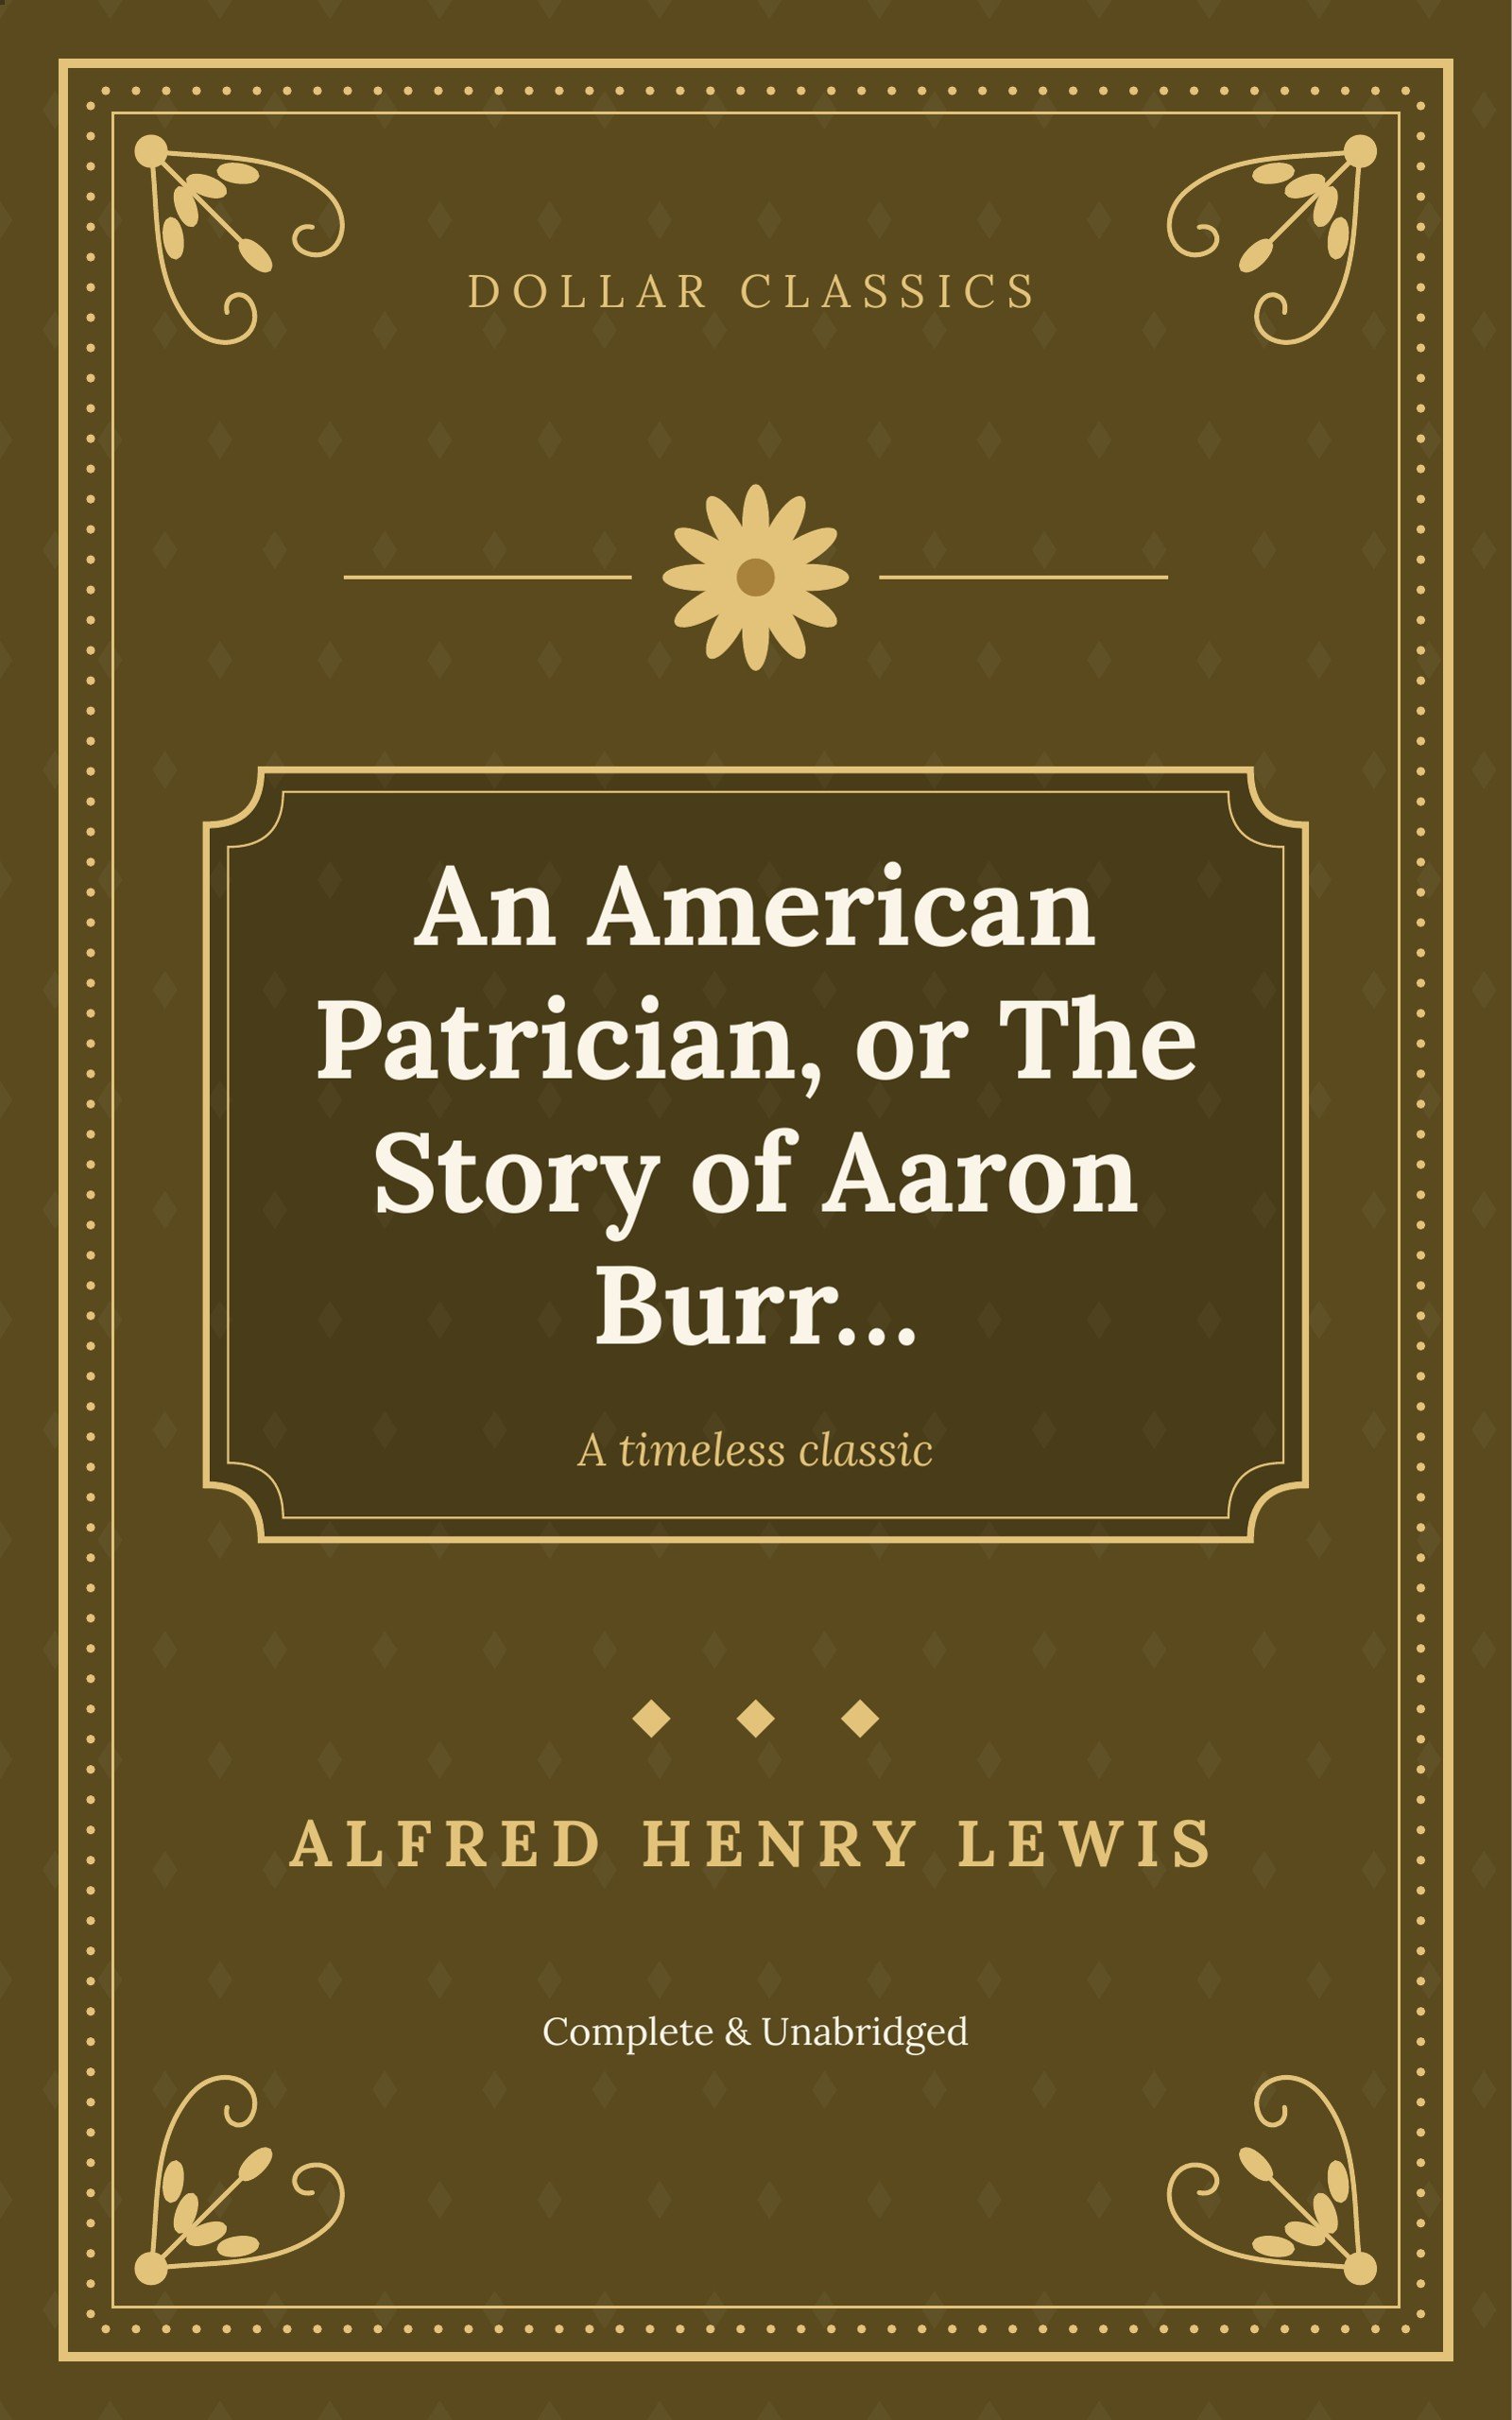 DOLLAR CLASSICS
An American
Patrician, or The
Story of Aaron
Burr...
A timeless classic
ALFRED HENRY LEWIS
Complete & Unabridged